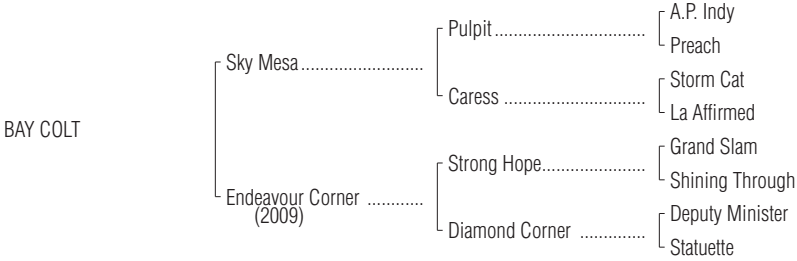 A.P. Indy
Pulpit..............................
Preach
Sky Mesa........................
Storm Cat
Caress ............................
La Affirmed
BAY COLT
Grand Slam
Strong Hope....................
Shining Through
Endeavour Corner ............
(2009)
Deputy Minister
Diamond Corner .............
Statuette